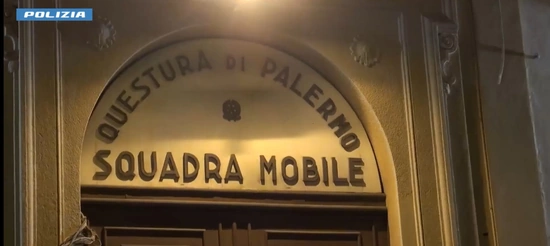 POLIZIA
QUESTURA DI PALERMO
SQUADRA MOBILE